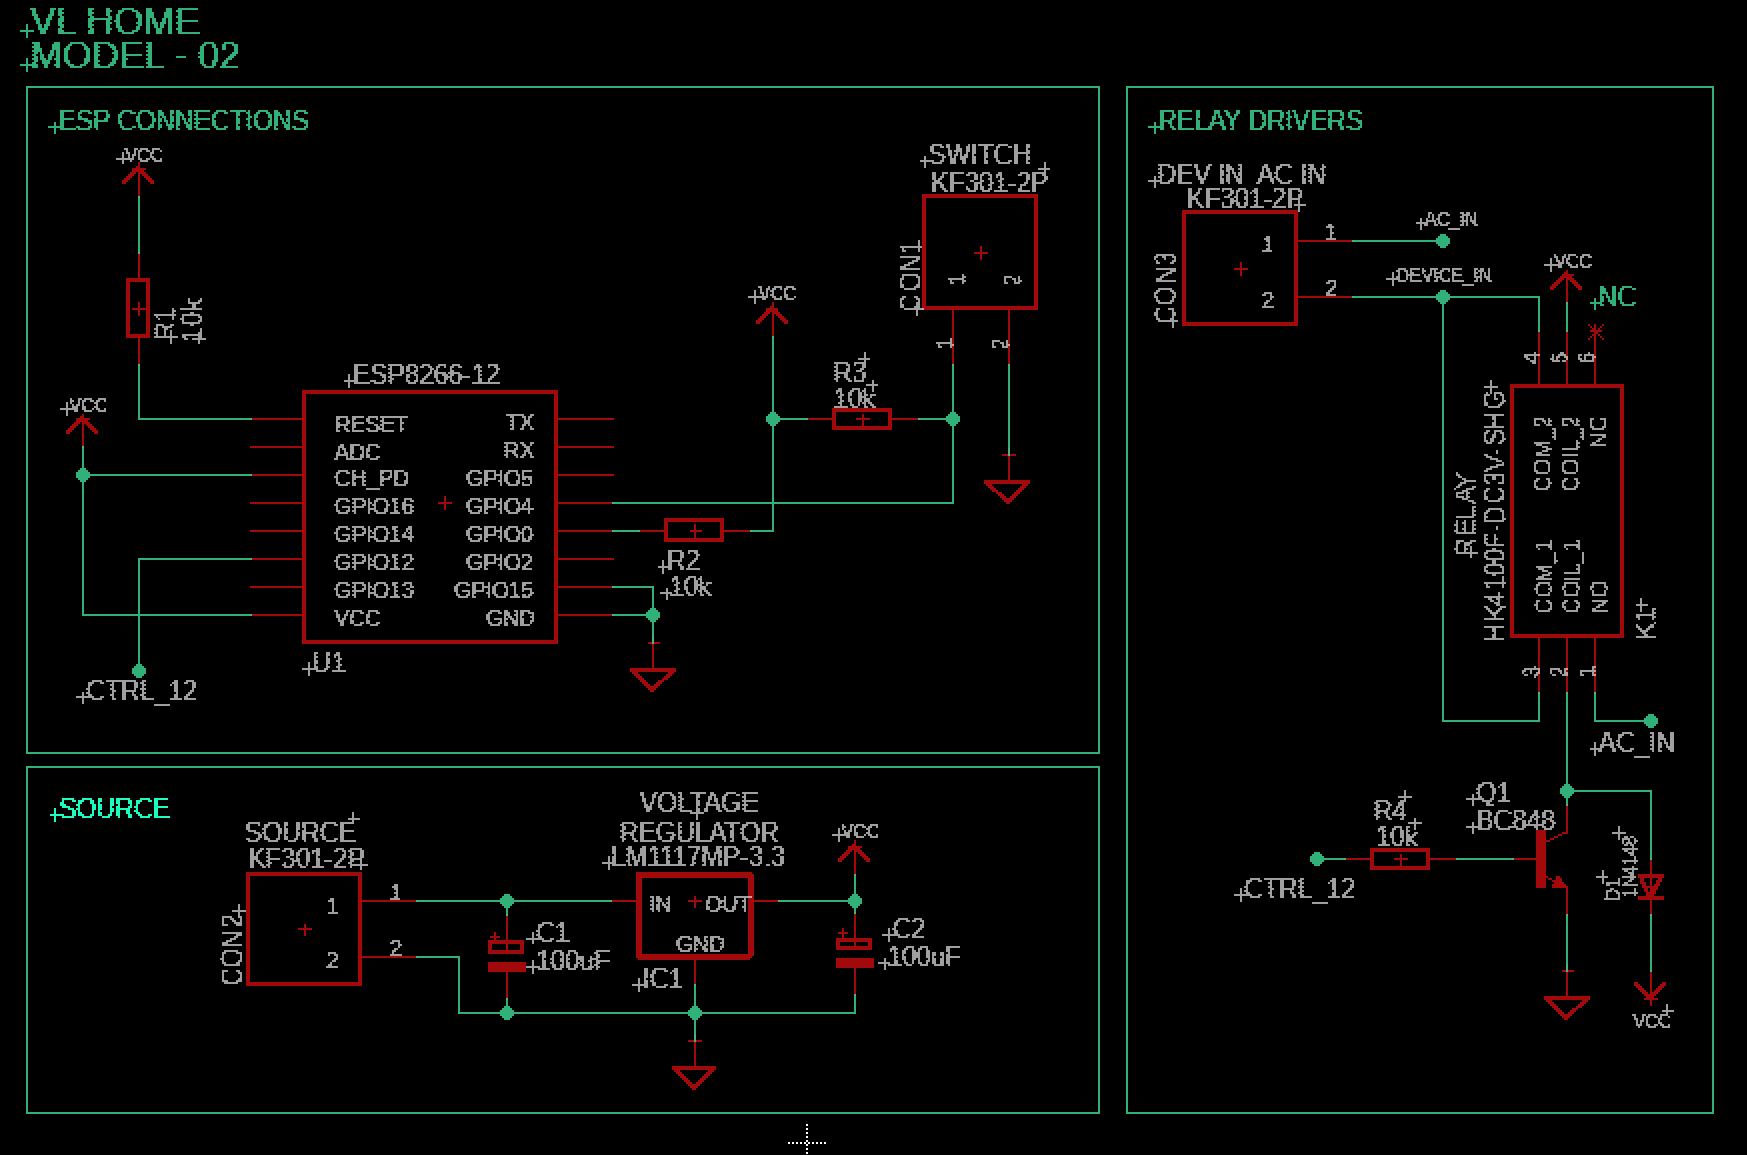 VL HOME
MODEL - 02
ESP CONNECTIONS
VCC
R1
10k
VCC
ESP8266-12
RESET
ADC
CH_PD
GPIO16
GPIO14
GPIO12
GPIO13
VCC
TX
RX
GPIO5
GPIO4
GPIO0
GPIO2
GPIO15
GND
U1
CTRL_12
R2
10k
VCC
R3
10k
SWITCH
KF301-2P
CON1
1
2
1
2
SOURCE
SOURCE
KF301-2P
CON2
1
2
1
2
C1
100uF
VOLTAGE
REGULATOR
LM1117MP-3.3
IN
OUT
GND
IC1
VCC
C2
100uF
RELAY DRIVERS
DEV IN AC IN
KF301-2P
CON3
1
2
1
2
AC_IN
DEVICE_IN
VCC
NC
4
5
6
RELAY
HK4100F-DC3V-SHG
COM_2
COIL_2
NC
COM_1
COIL_1
NO
K1
3
2
1
AC_IN
Q1
BC848
R4
10k
CTRL_12
D1
1N4148
VCC